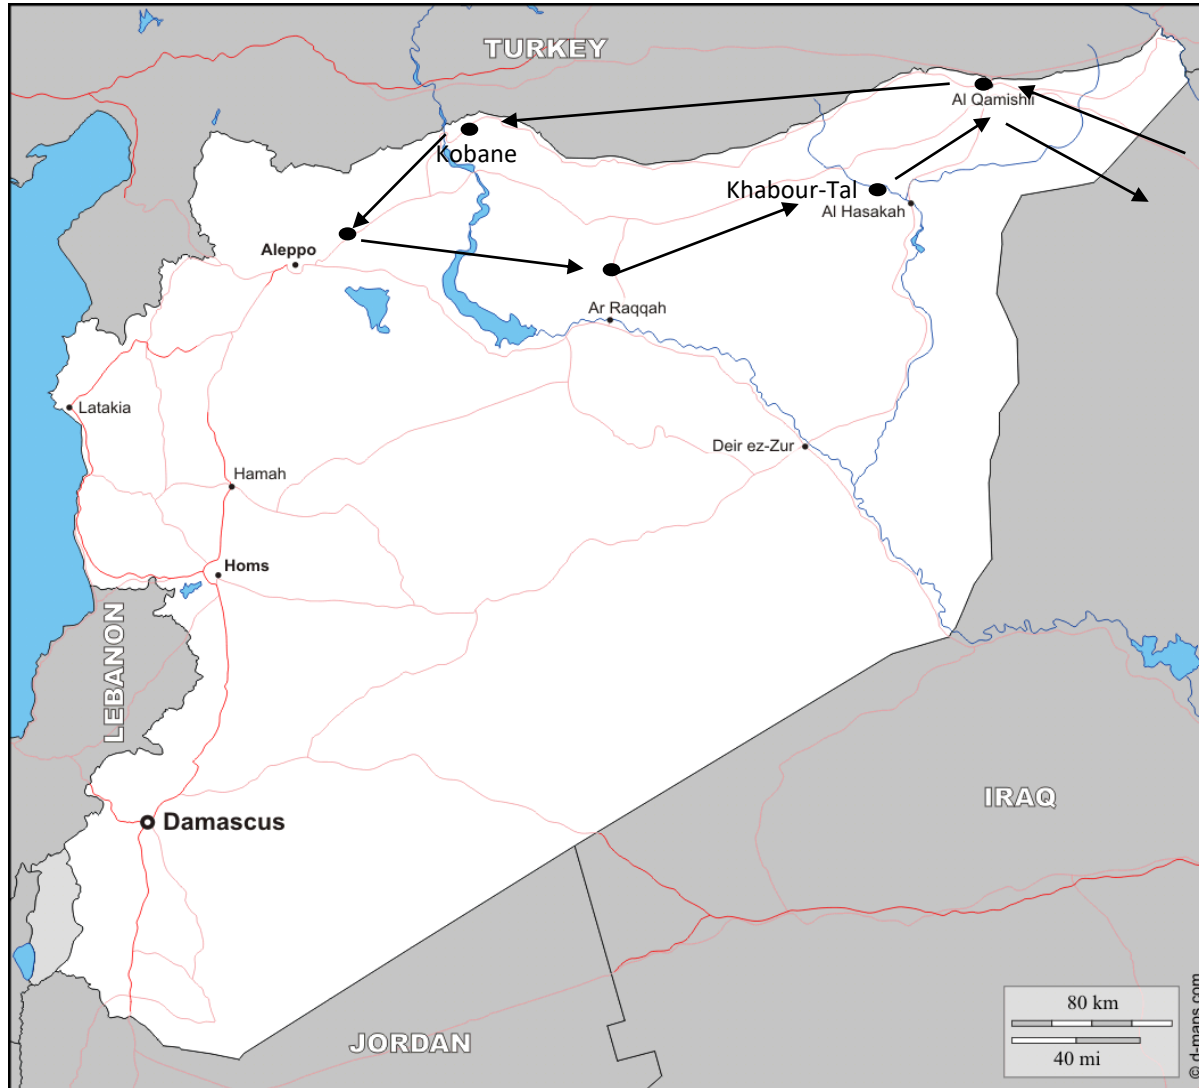 TURKEY
Al Qamishli
Kobane
Khabour-Tal
Al Hasakah
Aleppo
Ar Raqqah
Latakia
Deir ez-Zur
Hamah
Homs
LEBANON
Damascus
IRAQ
JORDAN
80 km
40 mi
© d-maps.com